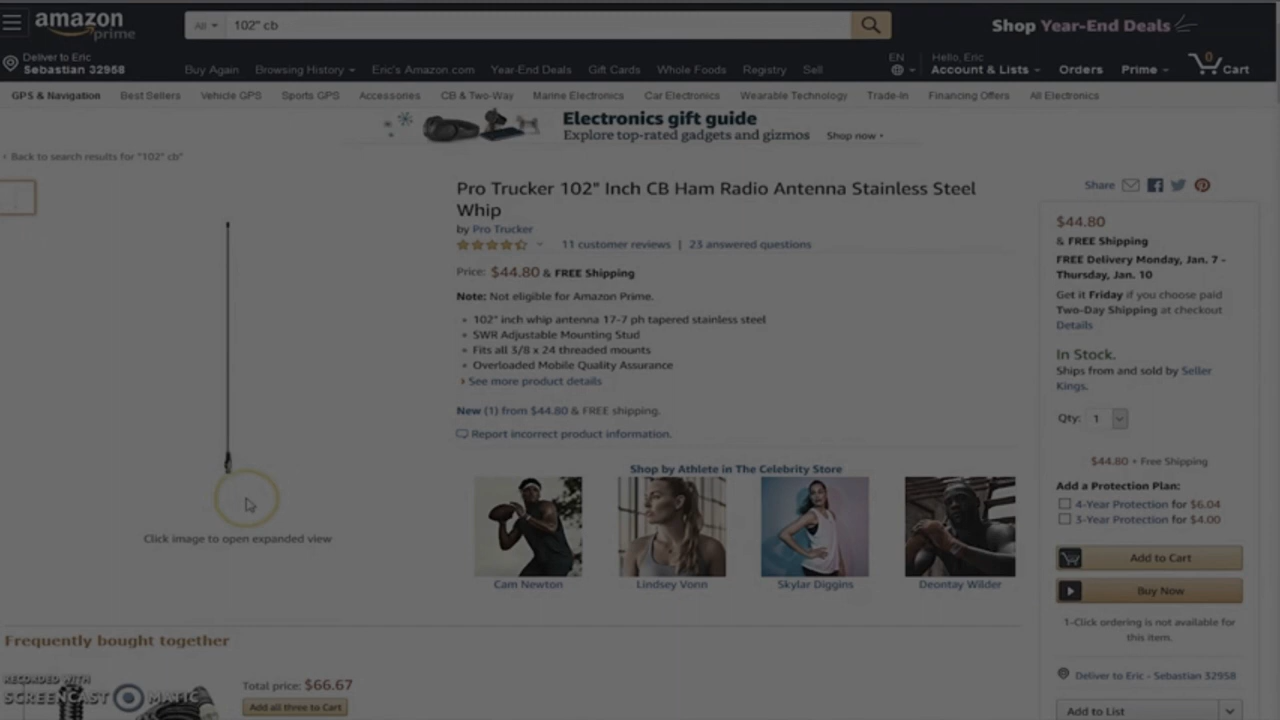 amazon prime
All
102" cb
Shop Year-End Deals
Deliver to Eric
Sebastian 32958
Buy Again
Browsing History
Eric's Amazon.com
Year-End Deals
Gift Cards
Whole Foods
Registry
Sell
EN
Hello, Eric
Account & Lists
Orders
Prime
0
Cart
GPS & Navigation
Best Sellers
Vehicle GPS
Sports GPS
Accessories
CB & Two-Way
Marine Electronics
Car Electronics
Wearable Technology
Trade-In
Financing Offers
All Electronics
Electronics gift guide
Explore top-rated gadgets and gizmos
Shop now
‹ Back to search results for "102" cb"
Pro Trucker 102" Inch CB Ham Radio Antenna Stainless Steel
Whip
by Pro Trucker
11 customer reviews | 23 answered questions
Price: $44.80 & FREE Shipping
Note: Not eligible for Amazon Prime.
102" inch whip antenna 17-7 ph tapered stainless steel
SWR Adjustable Mounting Stud
Fits all 3/8 x 24 threaded mounts
Overloaded Mobile Quality Assurance
See more product details
New (1) from $44.80 & FREE shipping.
Report incorrect product information.
Click image to open expanded view
Shop by Athlete in The Celebrity Store
Cam Newton
Lindsey Vonn
Skylar Diggins
Deontay Wilder
Share
$44.80
& FREE Shipping
FREE Delivery Monday, Jan. 7 -
Thursday, Jan. 10
Get it Friday if you choose paid
Two-Day Shipping at checkout
Details
In Stock.
Ships from and sold by Seller
Kings.
Qty: 1
$44.80 + Free Shipping
Add a Protection Plan:
4-Year Protection for $6.04
3-Year Protection for $4.00
Add to Cart
Buy Now
1-Click ordering is not available for
this item.
Deliver to Eric - Sebastian 32958
Add to List
Frequently bought together
Total price: $66.67
Add all three to Cart
RECORDED WITH
SCREENCAST MATIC